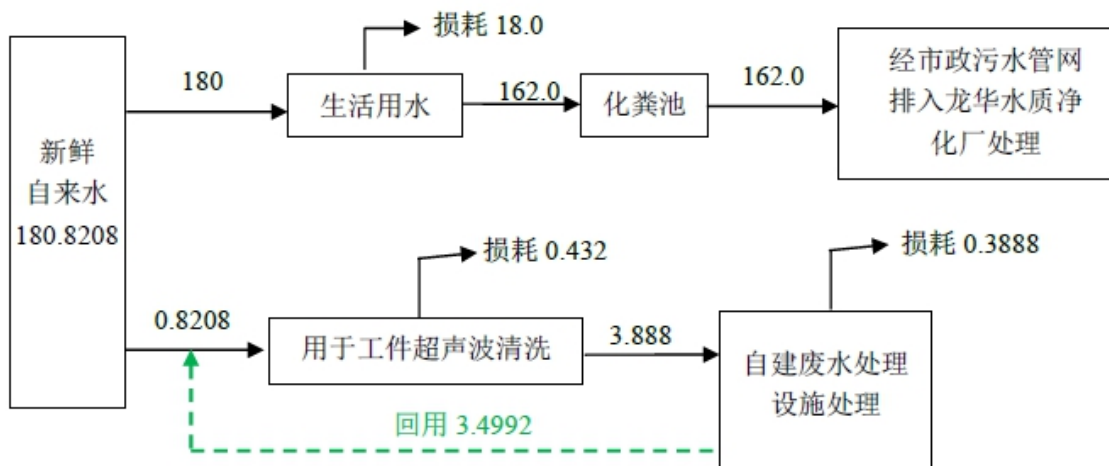 损耗 18.0
180
生活用水
162.0
化粪池
162.0
经市政污水管网
排入龙华水质净
化厂处理
新鲜
自来水
180.8208
损耗 0.432
损耗 0.3888
0.8208
用于工件超声波清洗
3.888
自建废水处理
设施处理
回用 3.4992